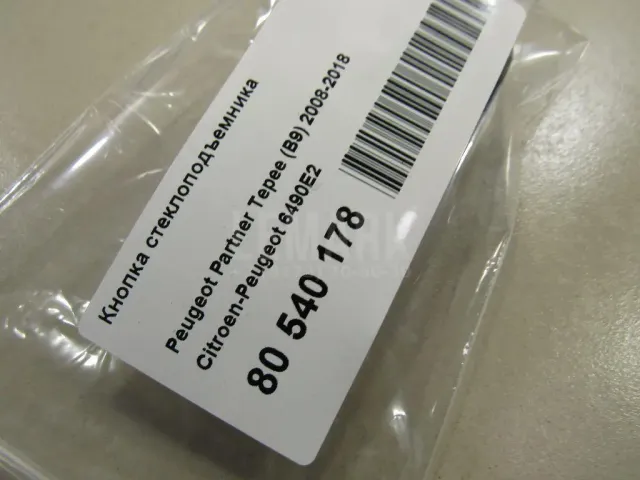 Кнопка стеклоподъемника
Peugeot Partner Tepee (B9) 2008-2018
Citroen-Peugeot 6490E2
80 540 178